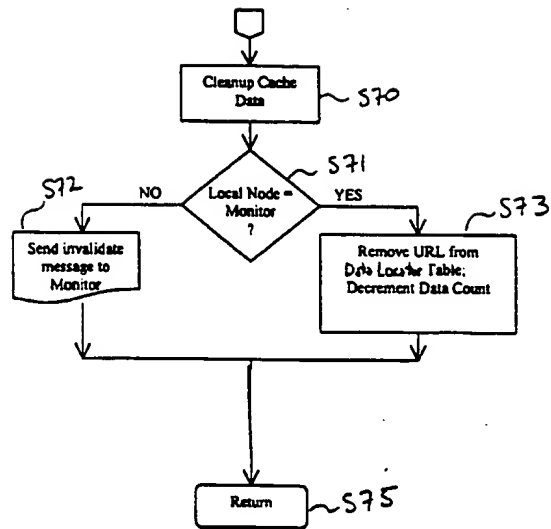 Cleanup Cache
Data
S70
S71
Local Node =
Monitor
?
NO
YES
S72
Send invalidate
message to
Monitor
S73
Remove URL from
Data Locator Table;
Decrement Data Count
Return
S75